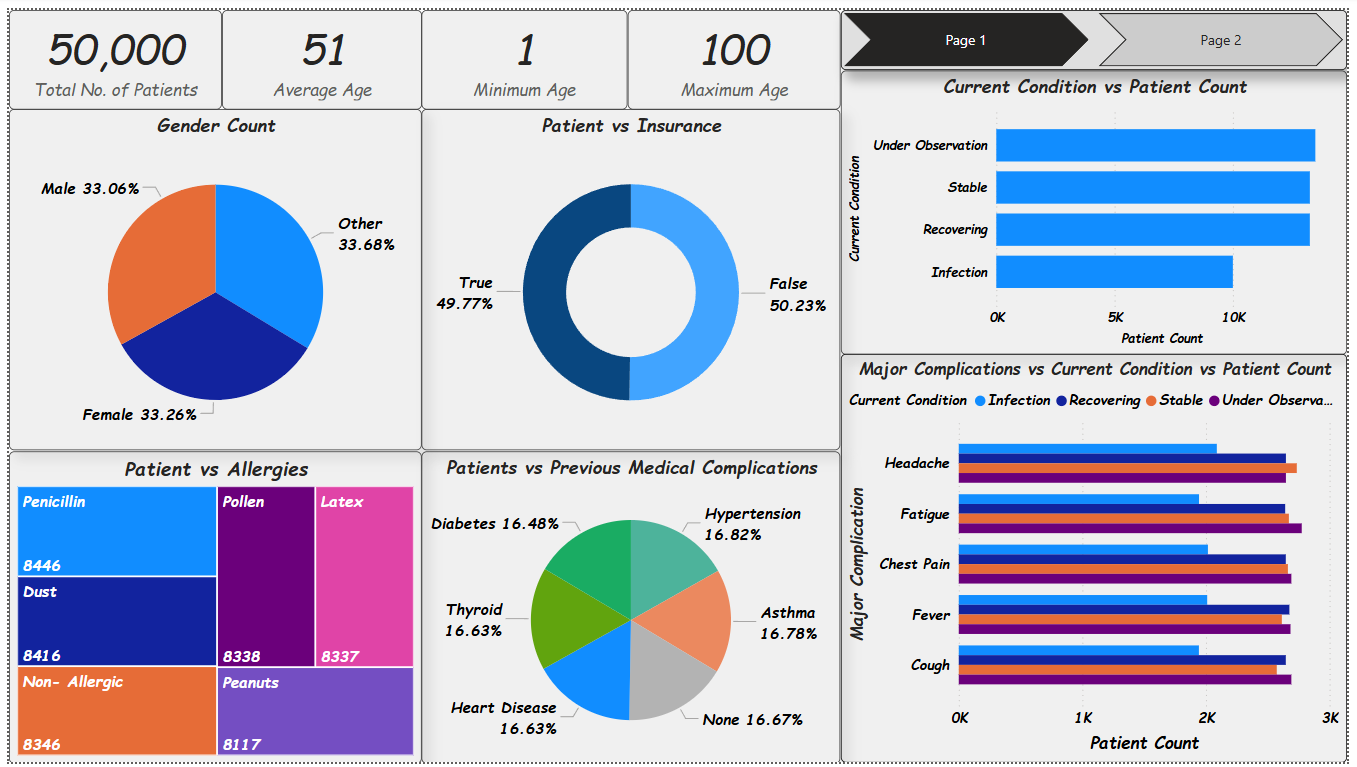 50,000
Total No. of Patients
51
Average Age
1
Minimum Age
100
Maximum Age
Page 1
Page 2
Gender Count
Male 33.06%
Other
33.68%
Female 33.26%
Patient vs Insurance
True
49.77%
False
50.23%
Current Condition vs Patient Count
Current Condition
Under Observation
Stable
Recovering
Infection
0K
5K
10K
Patient Count
Patient vs Allergies
Penicillin
8446
Dust
8416
Non- Allergic
8346
Pollen
8338
Latex
8337
Peanuts
8117
Patients vs Previous Medical Complications
Diabetes 16.48%
Hypertension
16.82%
Thyroid
16.63%
Asthma
16.78%
Heart Disease
16.63%
None 16.67%
Major Complications vs Current Condition vs Patient Count
Current Condition Infection Recovering Stable Under Observa...
Major Complication
Headache
Fatigue
Chest Pain
Fever
Cough
0K
1K
2K
3K
Patient Count